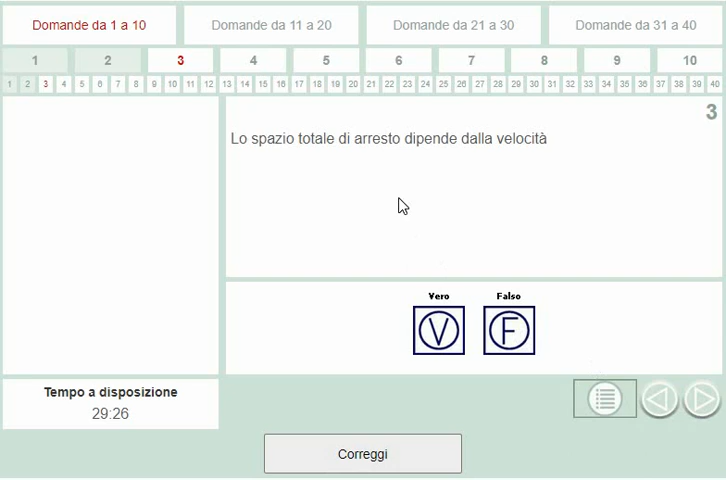 Domande da 1 a 10 Domande da 11 a 20 Domande da 21 a 30 Domande da 31 a 40
1 2 3 4 5 6 7 8 9 10
1 2 3 4 5 6 7 8 9 10 11 12 13 14 15 16 17 18 19 20 21 22 23 24 25 26 27 28 29 30 31 32 33 34 35 36 37 38 39 40
3
Lo spazio totale di arresto dipende dalla velocità
Vero Falso
V F
Tempo a disposizione
29:26
Correggi